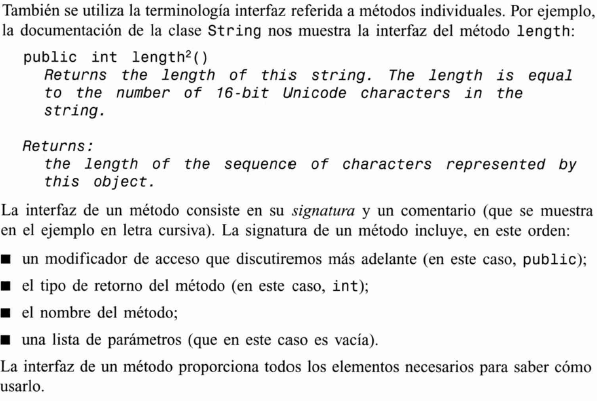 También se utiliza la terminología interfaz referida a métodos individuales. Por ejemplo,
la documentación de la clase String nos muestra la interfaz del método length:
public int length²()
Returns the length of this string. The length is equal
to the number of 16-bit Unicode characters in the
string.
Returns:
the length of the sequence of characters represented by
this object.
La interfaz de un método consiste en su signatura y un comentario (que se muestra
en el ejemplo en letra cursiva). La signatura de un método incluye, en este orden:
■ un modificador de acceso que discutiremos más adelante (en este caso, public);
■ el tipo de retorno del método (en este caso, int);
■ el nombre del método;
■ una lista de parámetros (que en este caso es vacía).
La interfaz de un método proporciona todos los elementos necesarios para saber cómo
usarlo.